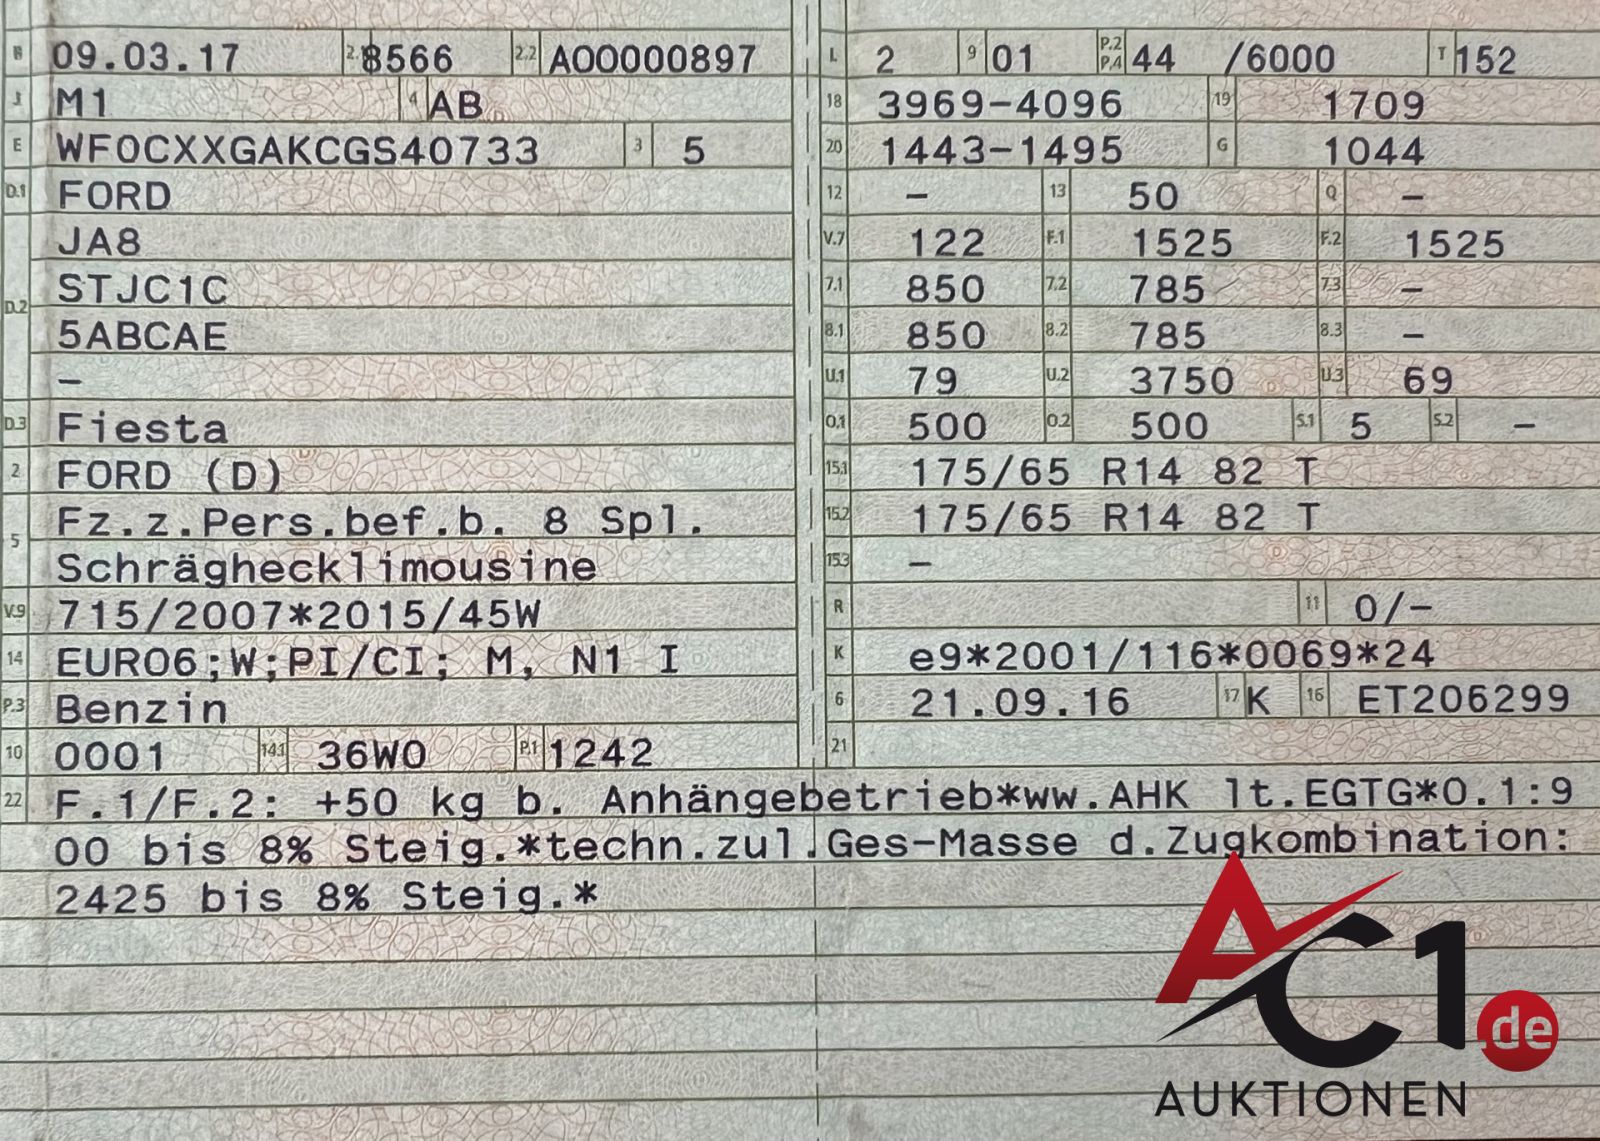 B 09.03.17 2.1 8566 2.2 A00000897
J M1 4 AB
E WF0CXXGAKCGS40733 3 5
D.1 FORD
JA8
STJC1C
D.2
5ABCAE
–
D.3 Fiesta
2 FORD (D)
Fz.z.Pers.bef.b. 8 Spl.
5
Schräghecklimousine
V.9 715/2007*2015/45W
14 EURO6;W;PI/CI; M, N1 I
P.3 Benzin
10 0001 14.1 36W0 P.1 1242
L 2 9 01 P.2 P.4 44 /6000 T 152
18 3969–4096 19 1709
20 1443–1495 G 1044
12 – 13 50 Q –
V.7 122 F.1 1525 F.2 1525
7.1 850 7.2 785 7.3 –
8.1 850 8.2 785 8.3 –
U.1 79 U.2 3750 U.3 69
O.1 500 O.2 500 S.1 5 S.2 –
15.1 175/65 R14 82 T
15.2 175/65 R14 82 T
15.3 –
R 11 0/–
K e9*2001/116*0069*24
6 21.09.16 17 K 16 ET206299
21
22 F.1/F.2: +50 kg b. Anhängebetrieb*ww.AHK lt.EGTG*O.1:9
00 bis 8% Steig.*techn.zul.Ges-Masse d.Zugkombination:
2425 bis 8% Steig.*
AC1.de
AUKTIONEN